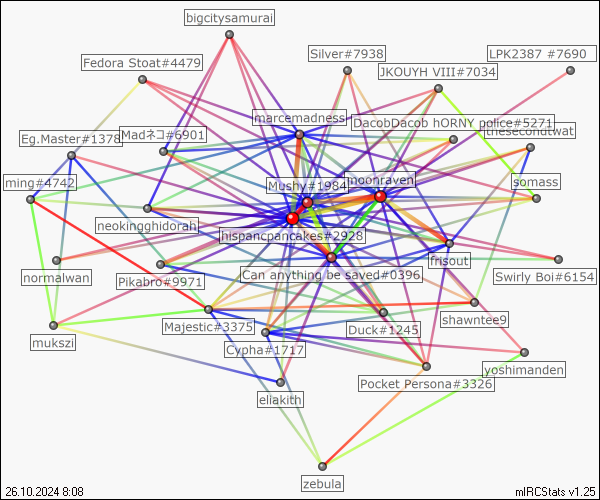 bigcitysamurai
Silver#7938
LPK2387 #7690
Fedora Stoat#4479
JKOUYH VIII#7034
marcemadness
DacobDacob hORNY police#5271
Eg.Master#1378
Madネコ#6901
thesecondtwat
ming#4742
Mushy#1984
moonraven
somass
neokingghidorah
hispancpancakes#2928
frisout
normalwan
Pikabro#9971
Can anything be saved#0396
Swirly Boi#6154
mukszi
Majestic#3375
Duck#1245
shawntee9
Cypha#1717
yoshimanden
Pocket Persona#3326
eliakith
zebula
26.10.2024 8:08
mIRCStats v1.25